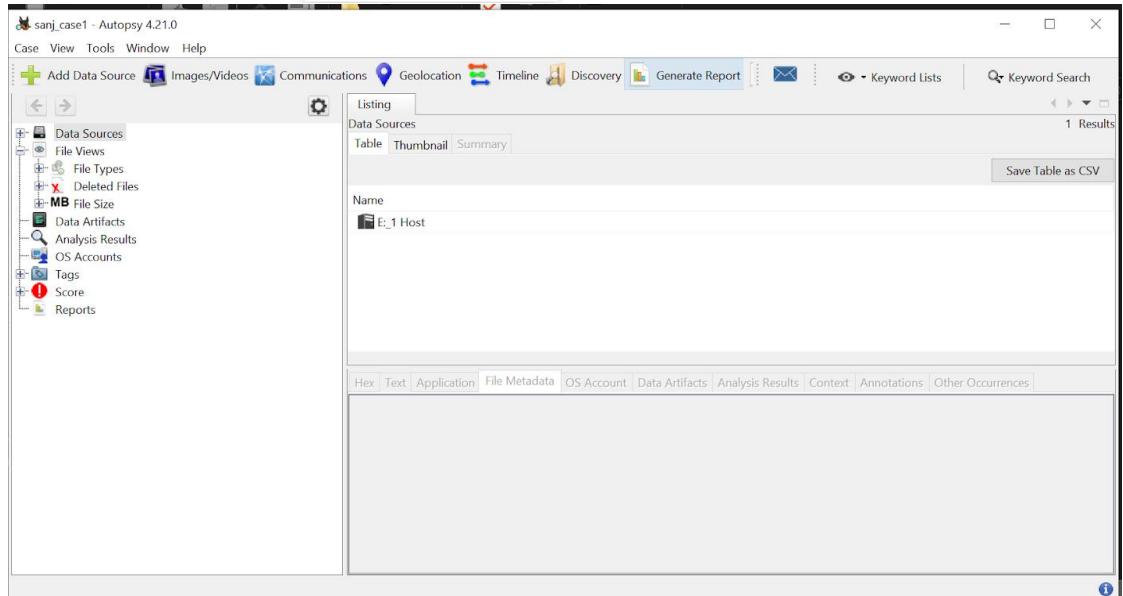 sanj_case1 - Autopsy 4.21.0
Case View Tools Window Help
Add Data Source Images/Videos Communications Geolocation Timeline Discovery Generate Report Keyword Lists Keyword Search
Listing
Data Sources
1 Results
Table Thumbnail Summary
Save Table as CSV
Name
E:_1 Host
Data Sources
File Views
File Types
Deleted Files
MB File Size
Data Artifacts
Analysis Results
OS Accounts
Tags
Score
Reports
Hex Text Application File Metadata OS Account Data Artifacts Analysis Results Context Annotations Other Occurrences